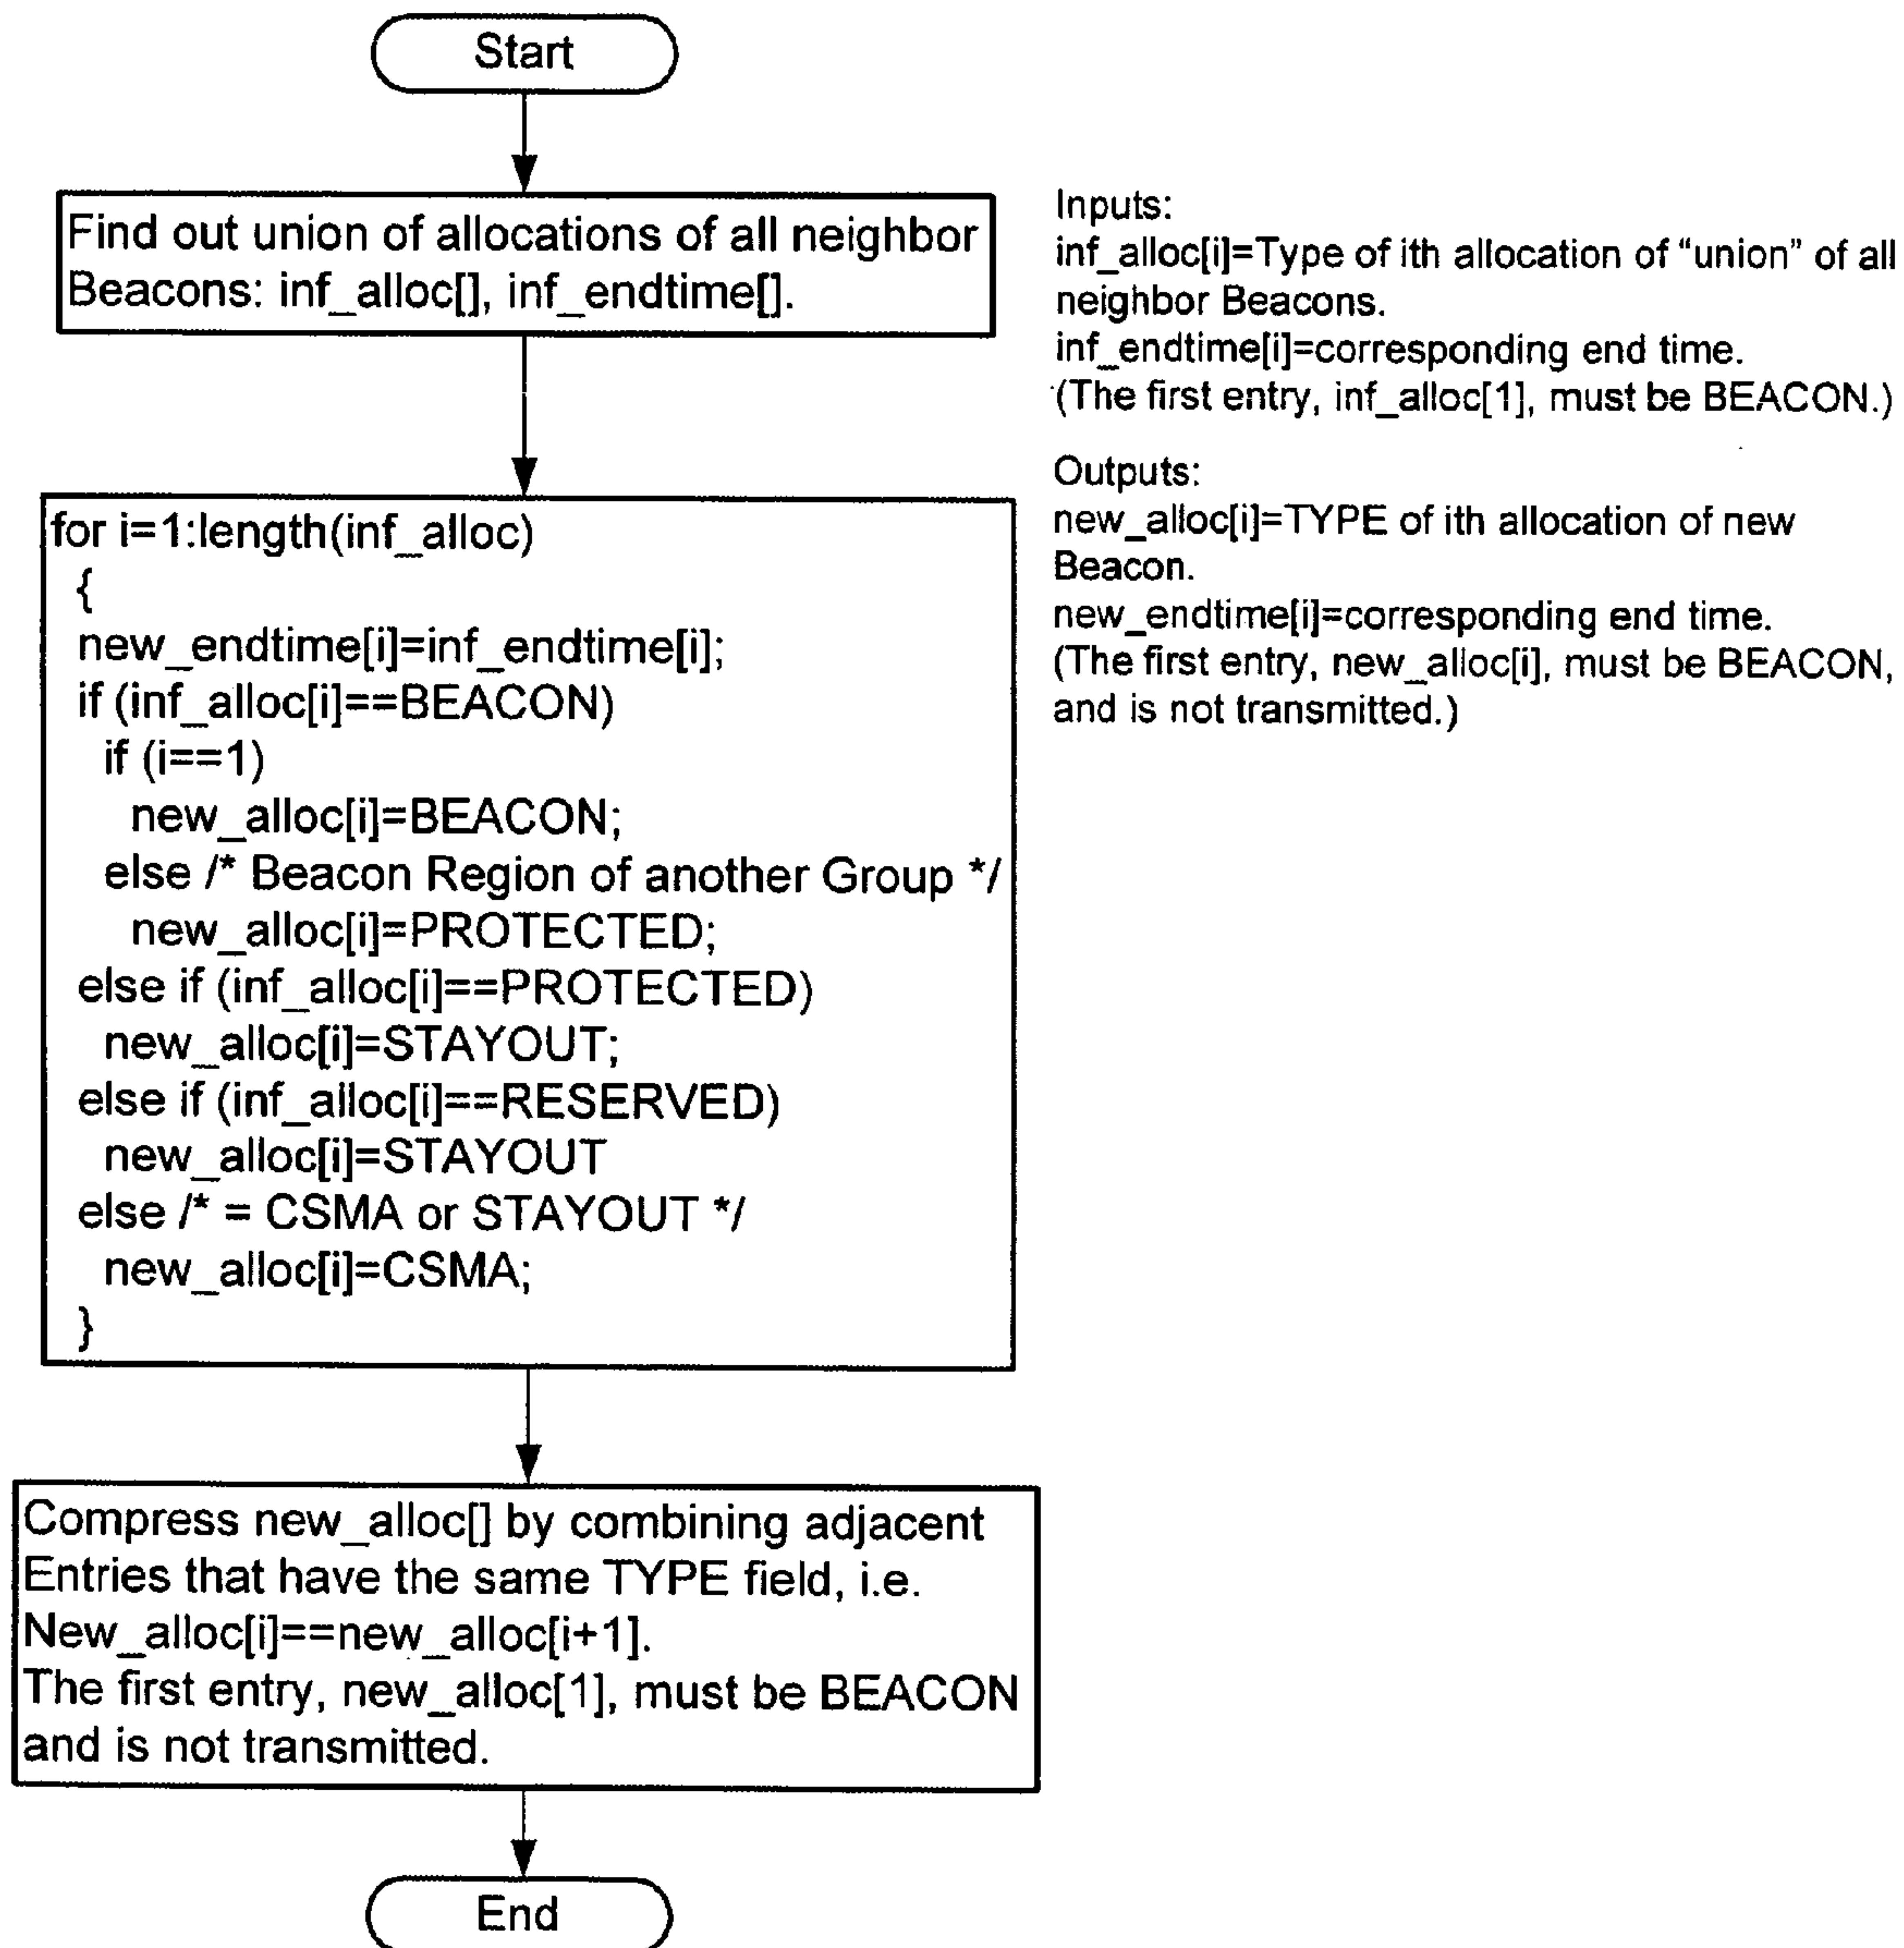 Start
Find out union of allocations of all neighbor
Beacons: inf_alloc[], inf_endtime[].
Inputs:
inf_alloc[i]=Type of ith allocation of “union” of all
neighbor Beacons.
inf_endtime[i]=corresponding end time.
(The first entry, inf_alloc[1], must be BEACON.)
Outputs:
new_alloc[i]=TYPE of ith allocation of new
Beacon.
new_endtime[i]=corresponding end time.
(The first entry, new_alloc[i], must be BEACON,
and is not transmitted.)
for i=1:length(inf_alloc)
{
new_endtime[i]=inf_endtime[i];
if (inf_alloc[i]==BEACON)
if (i==1)
new_alloc[i]=BEACON;
else /* Beacon Region of another Group */
new_alloc[i]=PROTECTED;
else if (inf_alloc[i]==PROTECTED)
new_alloc[i]=STAYOUT;
else if (inf_alloc[i]==RESERVED)
new_alloc[i]=STAYOUT
else /* = CSMA or STAYOUT */
new_alloc[i]=CSMA;
}
Compress new_alloc[] by combining adjacent
Entries that have the same TYPE field, i.e.
New_alloc[i]==new_alloc[i+1].
The first entry, new_alloc[1], must be BEACON
and is not transmitted.
End